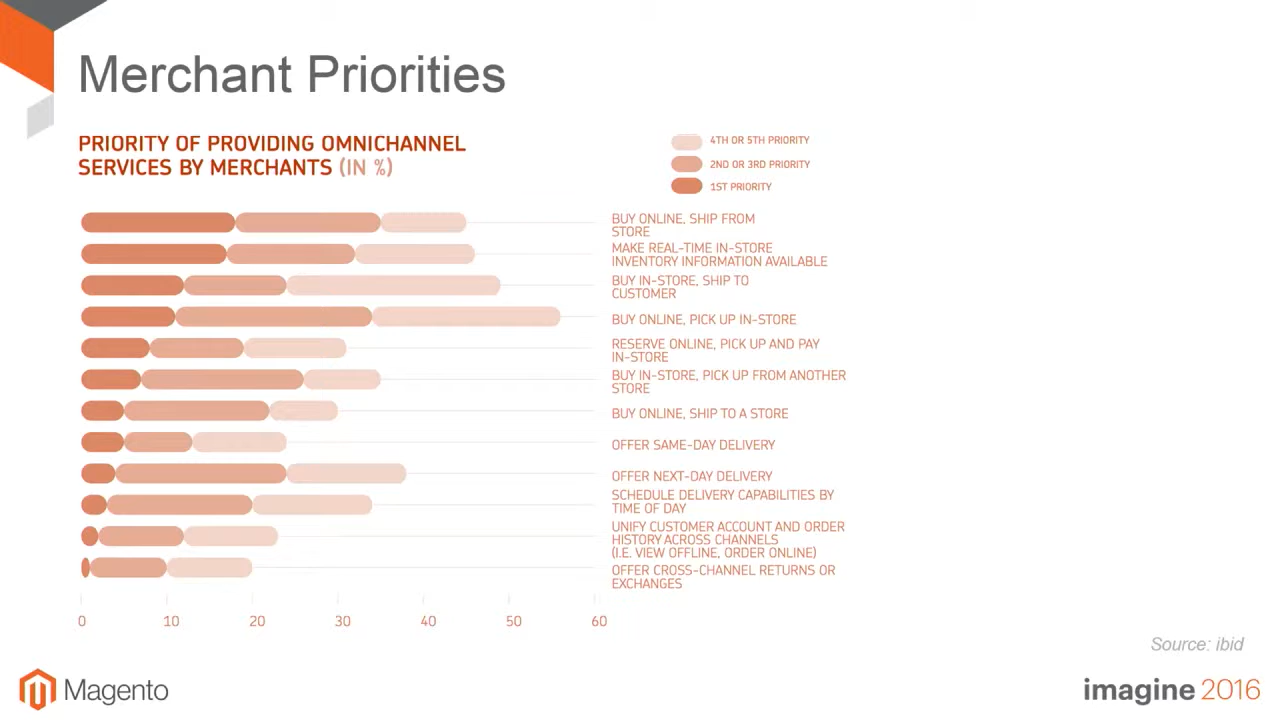 Merchant Priorities
PRIORITY OF PROVIDING OMNICHANNEL
SERVICES BY MERCHANTS (IN %)
4TH OR 5TH PRIORITY
2ND OR 3RD PRIORITY
1ST PRIORITY
BUY ONLINE, SHIP FROM
STORE
MAKE REAL-TIME IN-STORE
INVENTORY INFORMATION AVAILABLE
BUY IN-STORE, SHIP TO
CUSTOMER
BUY ONLINE, PICK UP IN-STORE
RESERVE ONLINE, PICK UP AND PAY
IN-STORE
BUY IN-STORE, PICK UP FROM ANOTHER
STORE
BUY ONLINE, SHIP TO A STORE
OFFER SAME-DAY DELIVERY
OFFER NEXT-DAY DELIVERY
SCHEDULE DELIVERY CAPABILITIES BY
TIME OF DAY
UNIFY CUSTOMER ACCOUNT AND ORDER
HISTORY ACROSS CHANNELS
(I.E. VIEW OFFLINE, ORDER ONLINE)
OFFER CROSS-CHANNEL RETURNS OR
EXCHANGES
0 10 20 30 40 50 60
Source: ibid
Magento
imagine 2016